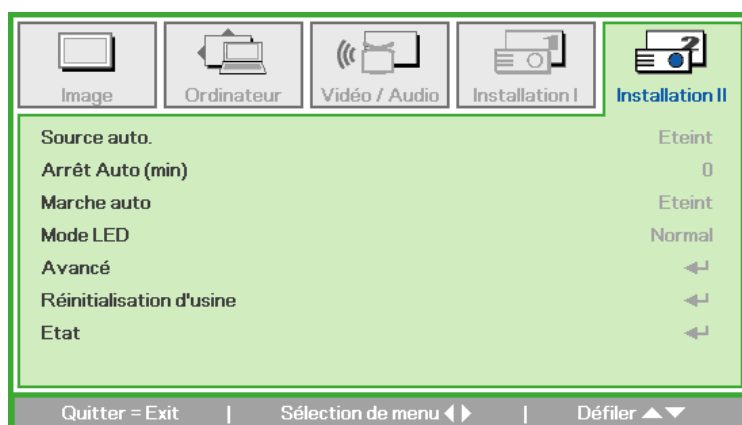 Image Ordinateur Vidéo / Audio Installation I Installation II
Source auto. Eteint
Arrêt Auto (min) 0
Marche auto Eteint
Mode LED Normal
Avancé
Réinitialisation d'usine
Etat
Quitter = Exit | Sélection de menu | Défiler